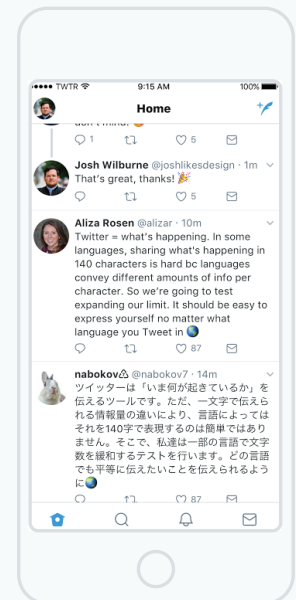 TWTR 9:15 AM 100%
Home
1 5
Josh Wilburne @joshlikesdesign · 1m
That's great, thanks! 🎉
5
Aliza Rosen @alizar · 10m
Twitter = what's happening. In some
languages, sharing what's happening in
140 characters is hard bc languages
convey different amounts of info per
character. So we're going to test
expanding our limit. It should be easy to
express yourself no matter what
language you Tweet in 🌏
87
nabokov @nabokov7 · 14m
ツイッターは「いま何が起きているか」を
伝えるツールです。ただ、一文字で伝えら
れる情報量の違いにより、言語によっては
それを140字で表現するのは簡単ではあり
ません。そこで、私達は一部の言語で文字
数を緩和するテストを行います。どの言語
でも平等に伝えたいことを伝えられるよう
に🌏
87